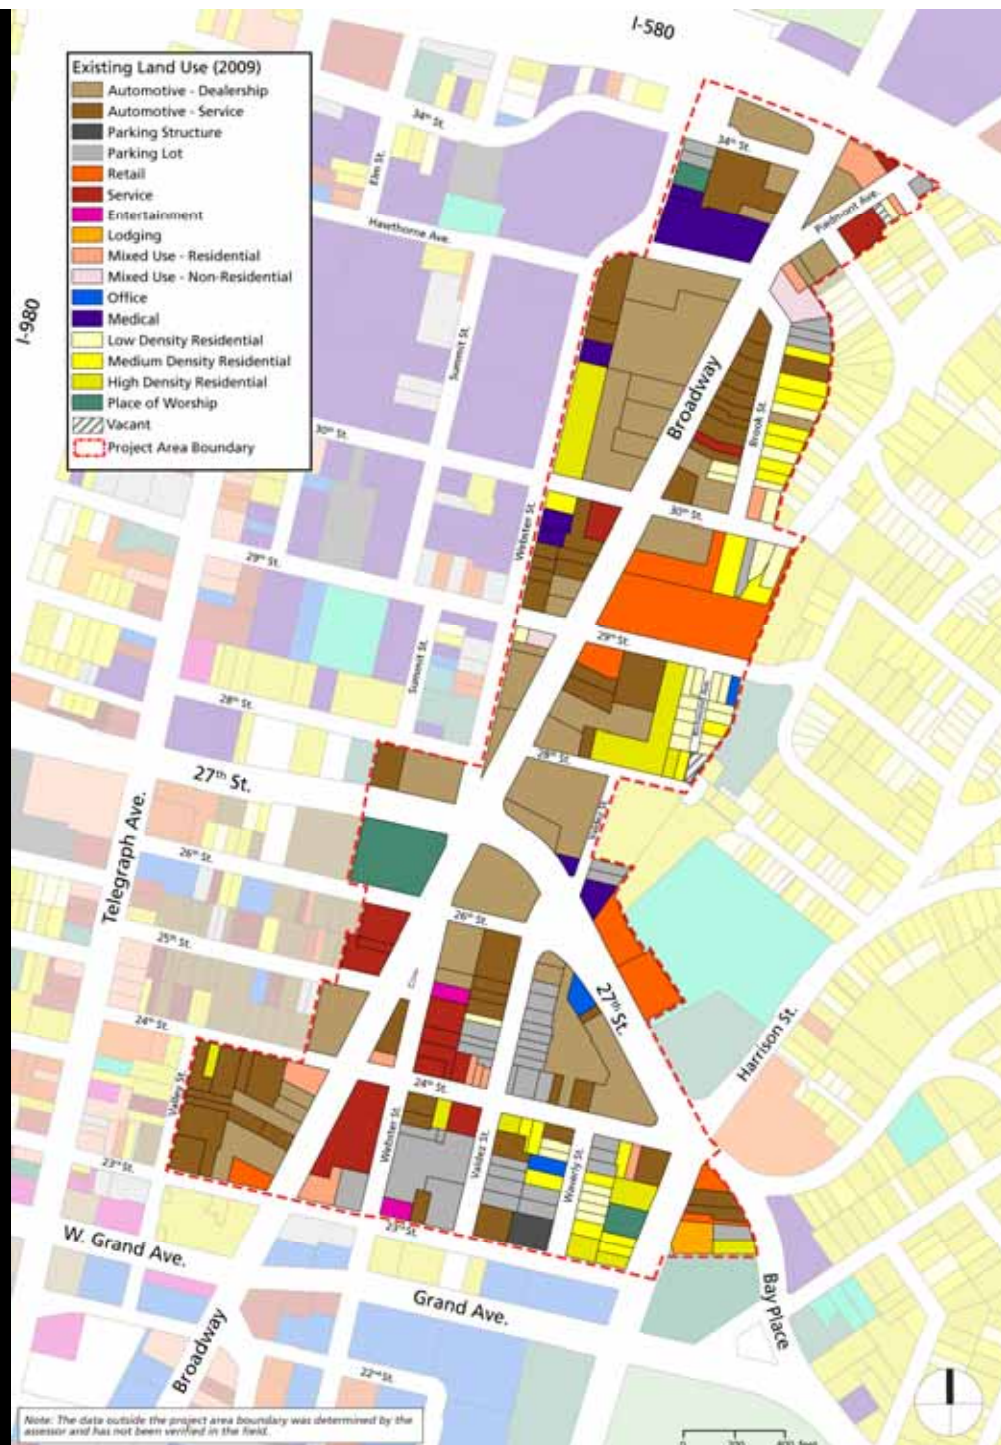 I-580
Existing Land Use (2009)
Automotive - Dealership
Automotive - Service
Parking Structure
Parking Lot
Retail
Service
Entertainment
Lodging
Mixed Use - Residential
Mixed Use - Non-Residential
Office
Medical
Low Density Residential
Medium Density Residential
High Density Residential
Place of Worship
Vacant
Project Area Boundary
34th St.
34th St.
Elm St.
Piedmont Ave.
Hawthorne Ave.
I-980
Summit St.
Broadway
Brook St.
30th St.
30th St.
Webster St.
29th St.
29th St.
Summit St.
28th St.
28th St.
27th St.
Valdez St.
Telegraph Ave.
26th St.
26th St.
25th St.
27th St.
24th St.
Harrison St.
24th St.
Valley St.
Webster St.
Valdez St.
Waverly St.
23rd St.
23rd St.
W. Grand Ave.
Grand Ave.
Bay Place
Broadway
22nd St.
Note: The data outside the project area boundary was determined by the
assessor and has not been verified in the field.
0 200 400 feet